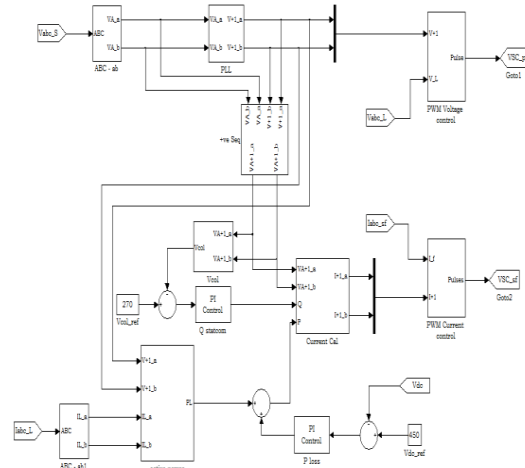 Vabc_S
ABC
VA_a
VA_b
ABC - ab
VA_a
VA_b
V+1_a
V+1_b
PLL
V+1
V_L
Pulse
PWM Voltage
control
VSC_p
Goto1
Vabc_L
VA_b
VA_a
V+1_b
V+1_a
+ve Seq
VA+1_a
VA+1_b
Vcol
VA+1_a
VA+1_b
Vcol
270
Vcol_ref
PI
Control
Q statcom
VA+1_a
VA+1_b
Q
P
I+1_a
I+1_b
Current Cal
Iabc_sf
I_f
I+1
Pulses
PWM Current
control
VSC_sf
Goto2
V+1_a
V+1_b
IL_a
IL_b
PL
Iabc_L
ABC
IL_a
IL_b
ABC - ab1
PI
Control
P loss
Vdc
450
Vdc_ref